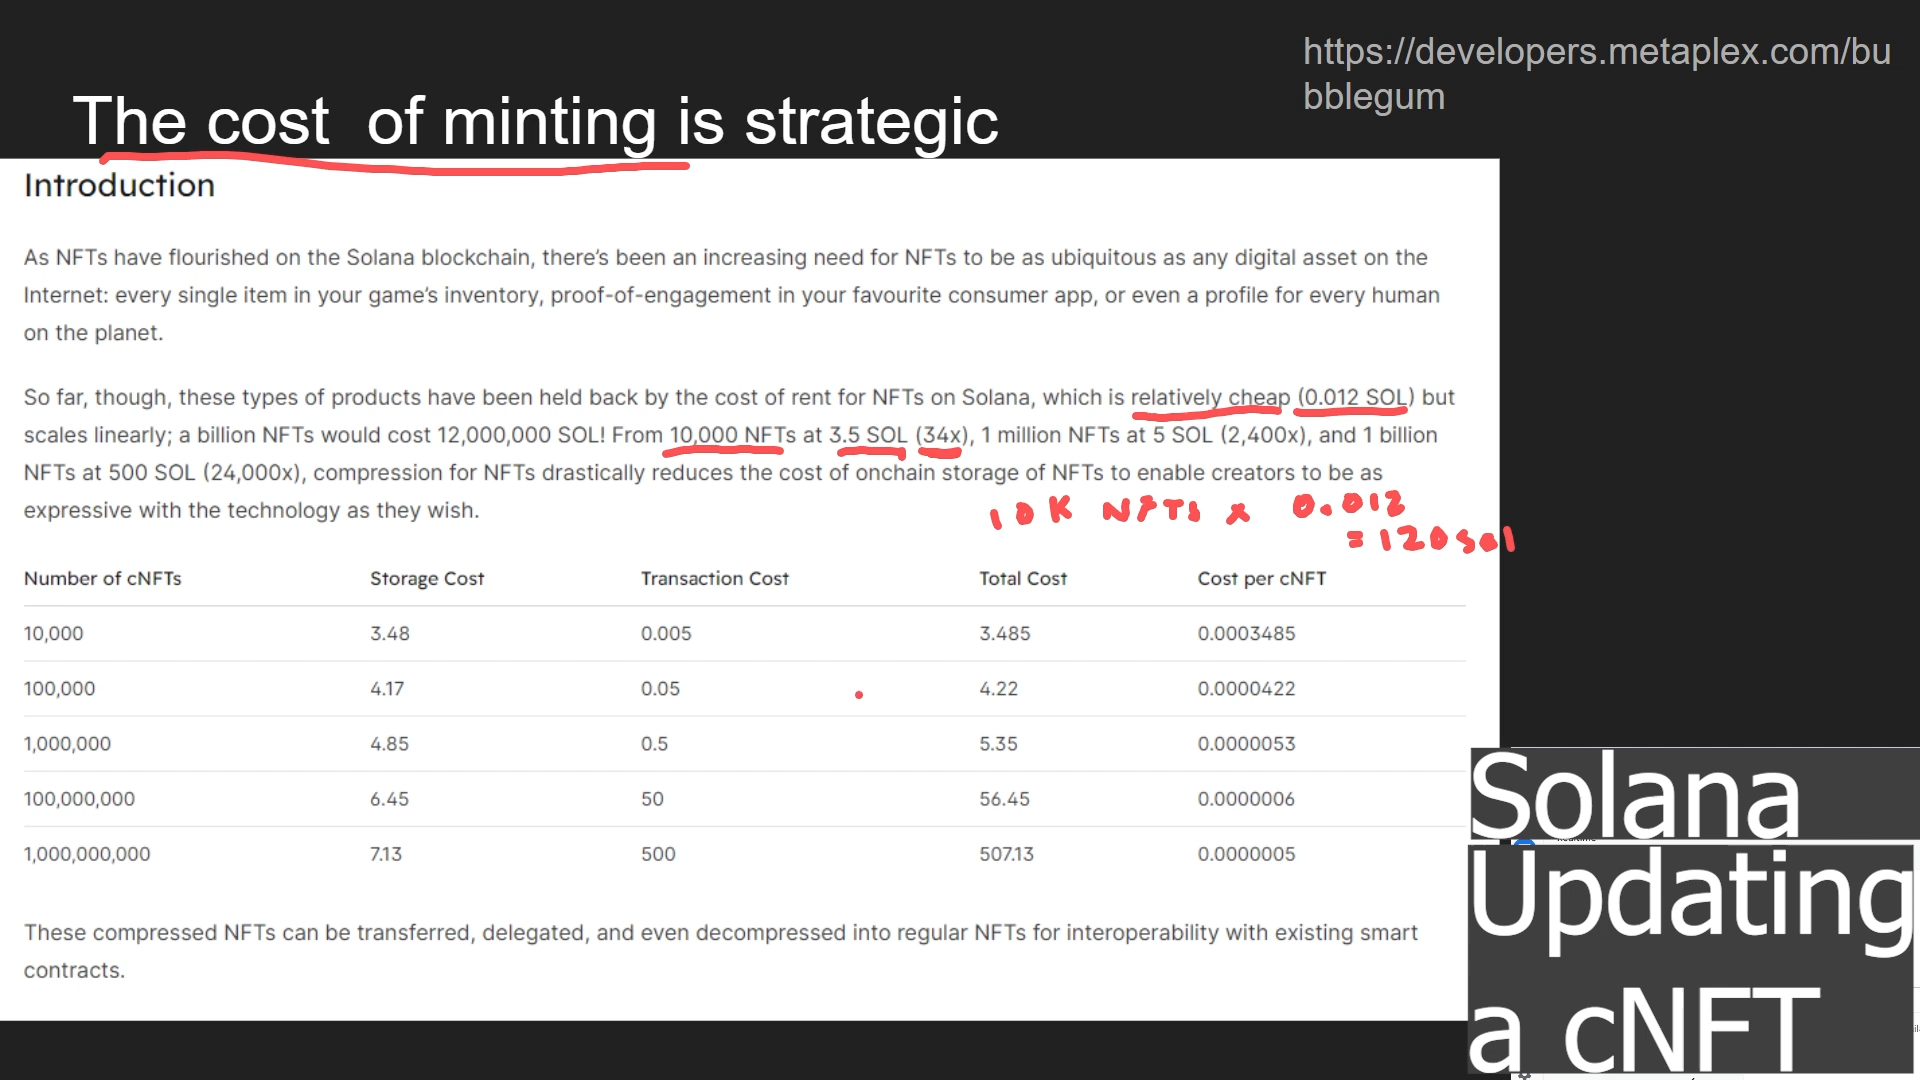 https://developers.metaplex.com/bu
bblegum
The cost  of minting is strategic
Introduction
As NFTs have flourished on the Solana blockchain, there's been an increasing need for NFTs to be as ubiquitous as any digital asset on the
Internet: every single item in your game's inventory, proof-of-engagement in your favourite consumer app, or even a profile for every human
on the planet.
So far, though, these types of products have been held back by the cost of rent for NFTs on Solana, which is relatively cheap (0.012 SOL) but
scales linearly; a billion NFTs would cost 12,000,000 SOL! From 10,000 NFTs at 3.5 SOL (34x), 1 million NFTs at 5 SOL (2,400x), and 1 billion
NFTs at 500 SOL (24,000x), compression for NFTs drastically reduces the cost of onchain storage of NFTs to enable creators to be as
expressive with the technology as they wish.
10K NFTs x 0.012
= 120 sol
Number of cNFTs Storage Cost Transaction Cost Total Cost Cost per cNFT
10,000 3.48 0.005 3.485 0.0003485
100,000 4.17 0.05 4.22 0.0000422
1,000,000 4.85 0.5 5.35 0.0000053
100,000,000 6.45 50 56.45 0.0000006
1,000,000,000 7.13 500 507.13 0.0000005
These compressed NFTs can be transferred, delegated, and even decompressed into regular NFTs for interoperability with existing smart
contracts.
Solana
Updating
a cNFT